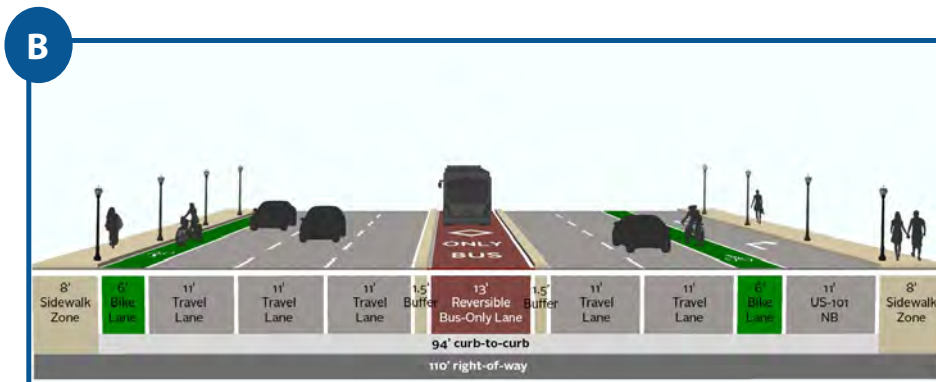 B
ONLY
BUS
8'
Sidewalk
Zone
6'
Bike
Lane
11'
Travel
Lane
11'
Travel
Lane
11'
Travel
Lane
1.5'
Buffer
13'
Reversible
Bus-Only Lane
1.5'
Buffer
11'
Travel
Lane
11'
Travel
Lane
6'
Bike
Lane
11'
US-101
NB
8'
Sidewalk
Zone
94' curb-to-curb
110' right-of-way